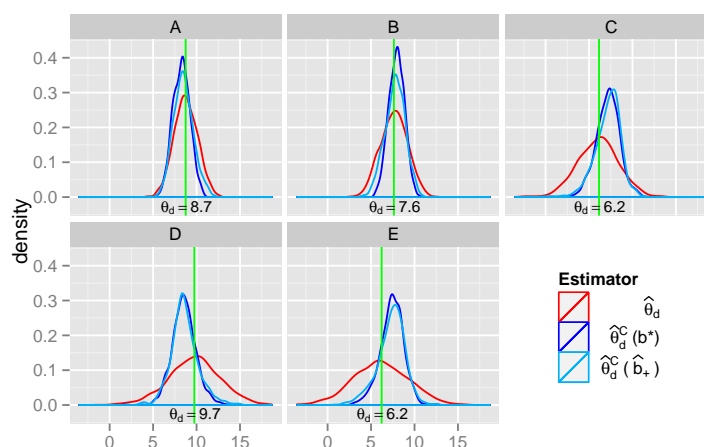 A B C
density
0.4
0.3
0.2
0.1
0.0
θd = 8.7 θd = 7.6 θd = 6.2
D E
0.4
0.3
0.2
0.1
0.0
θd = 9.7 θd = 6.2
0 5 10 15 0 5 10 15
Estimator
θ̂d
θ̂dC (b*)
θ̂dC (b̂+)